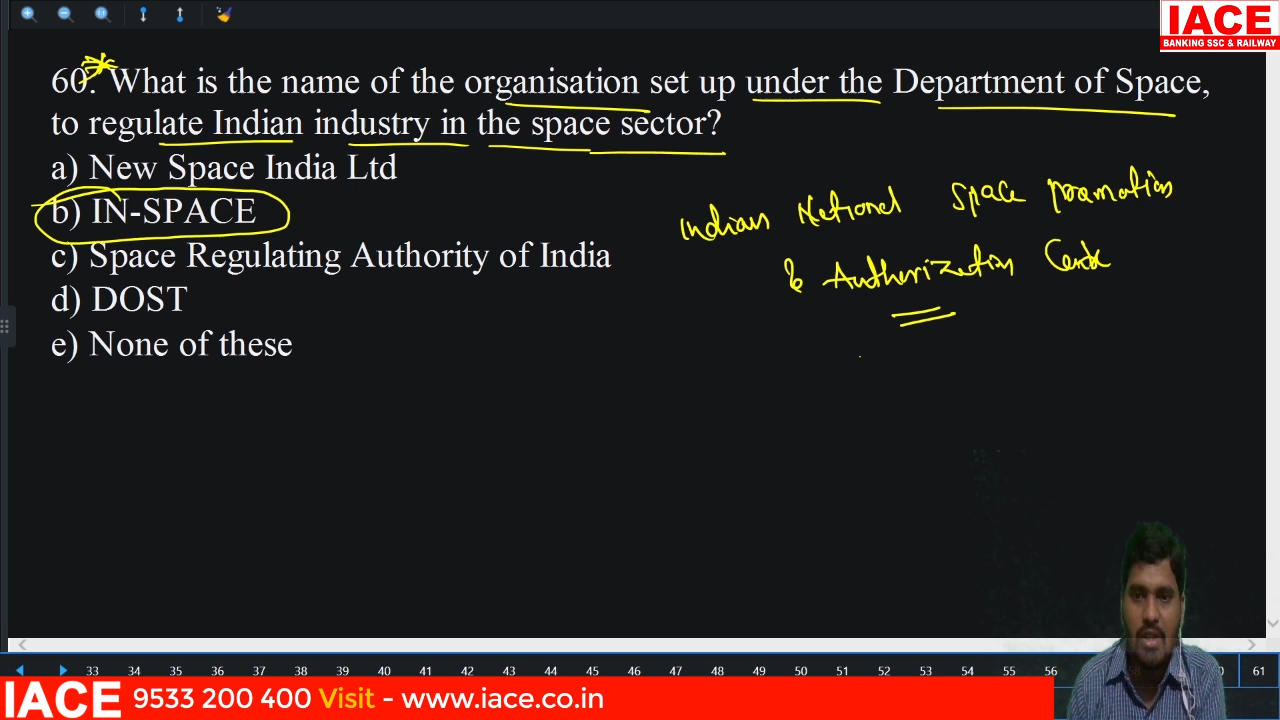 IACE
BANKING SSC & RAILWAY
60. What is the name of the organisation set up under the Department of Space,
to regulate Indian industry in the space sector?
a) New Space India Ltd
b) IN-SPACE
c) Space Regulating Authority of India
d) DOST
e) None of these
Indian National Space promotion
& Authorization
33 34 35 36 37 38 39 40 41 42 43 44 45 46 47 48 49 50 51 52 53 54 55 56 61
IACE 9533 200 400 Visit - www.iace.co.in